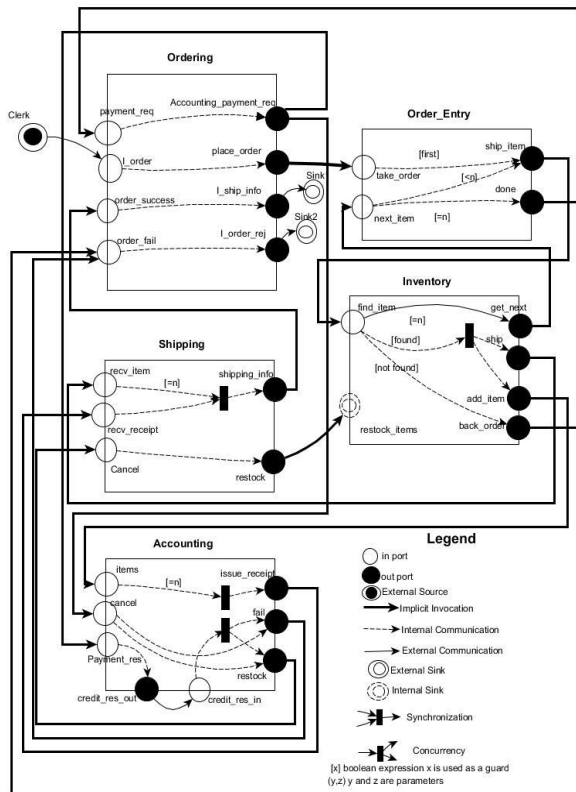 Ordering
Clerk
payment_req
Accounting_payment_req
I_order
place_order
order_success
I_ship_info
Sink1
order_fail
I_order_rej
Sink2
Order_Entry
ship_item
[first]
take_order
[<n]
done
next_item
[=n]
Inventory
find_item
[=n]
get_next
[found]
ship
[not found]
add_item
restock_items
back_order
Shipping
recv_item
[=n]
shipping_info
recv_receipt
Cancel
restock
Accounting
items
[=n]
issue_receipt
cancel
fail
Payment_res
restock
credit_res_out
credit_res_in
Legend
in port
out port
External Source
Implicit Invocation
Internal Communication
External Communication
External Sink
Internal Sink
Synchronization
Concurrency
[x] boolean expression x is used as a guard
(y,z) y and z are parameters